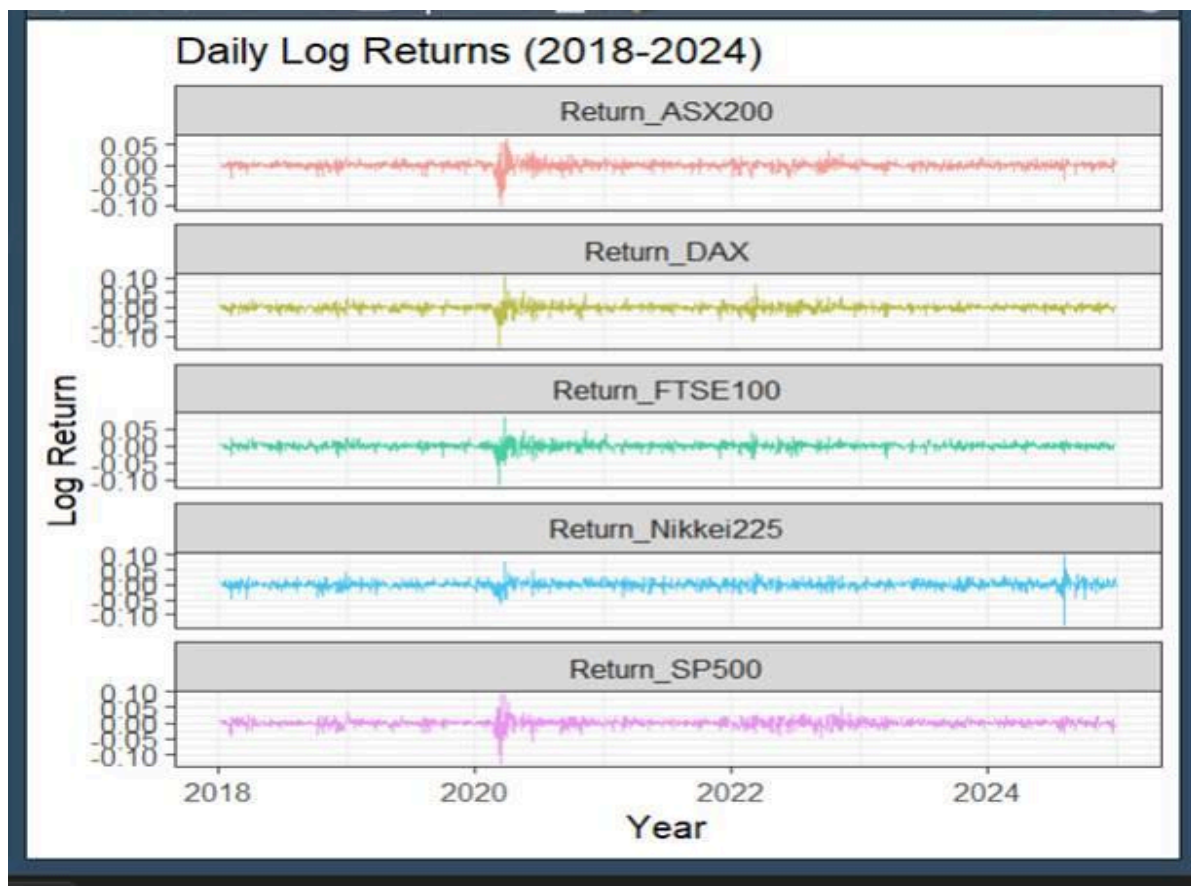 Daily Log Returns (2018-2024)
Return_ASX200
0.05
0.00
-0.05
-0.10
Return_DAX
0.10
0.05
0.00
-0.05
-0.10
Return_FTSE100
0.05
0.00
-0.05
-0.10
Log Return
Return_Nikkei225
0.10
0.05
0.00
-0.05
-0.10
Return_SP500
0.10
0.05
0.00
-0.05
-0.10
2018 2020 2022 2024
Year